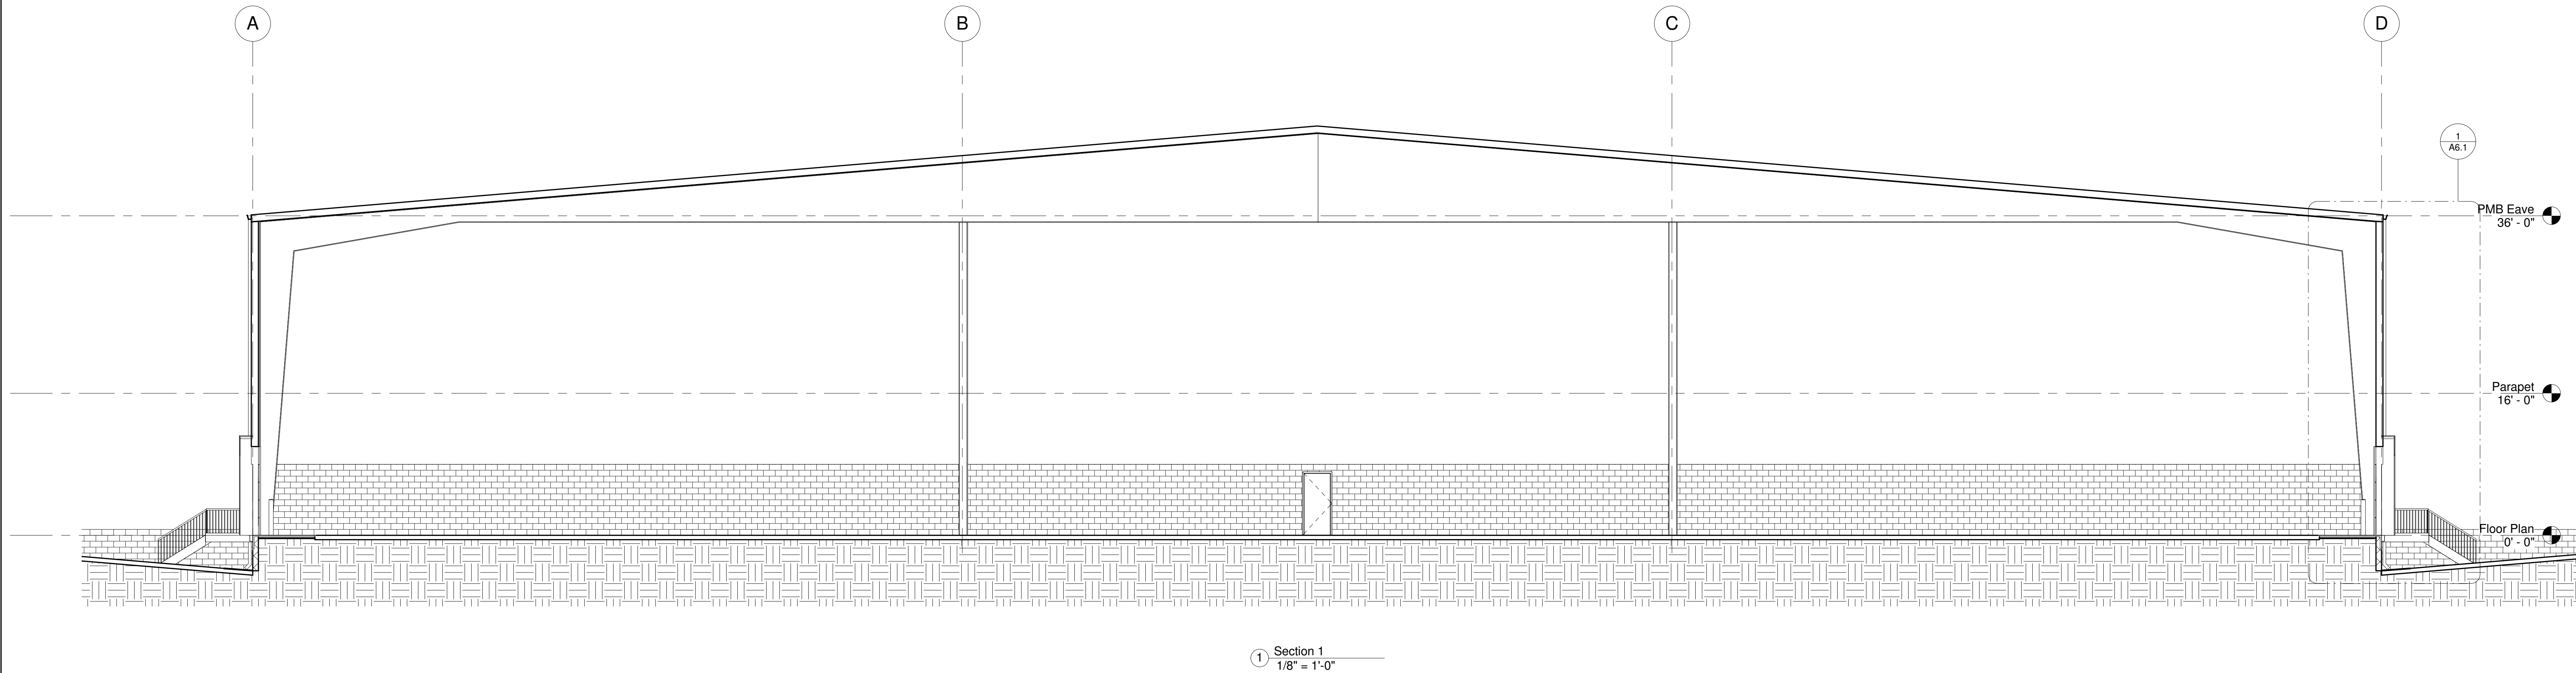 A
B
C
D
1
A6.1
PMB Eave
36' - 0"
Parapet
16' - 0"
Floor Plan
0' - 0"
1
Section 1
1/8" = 1'-0"